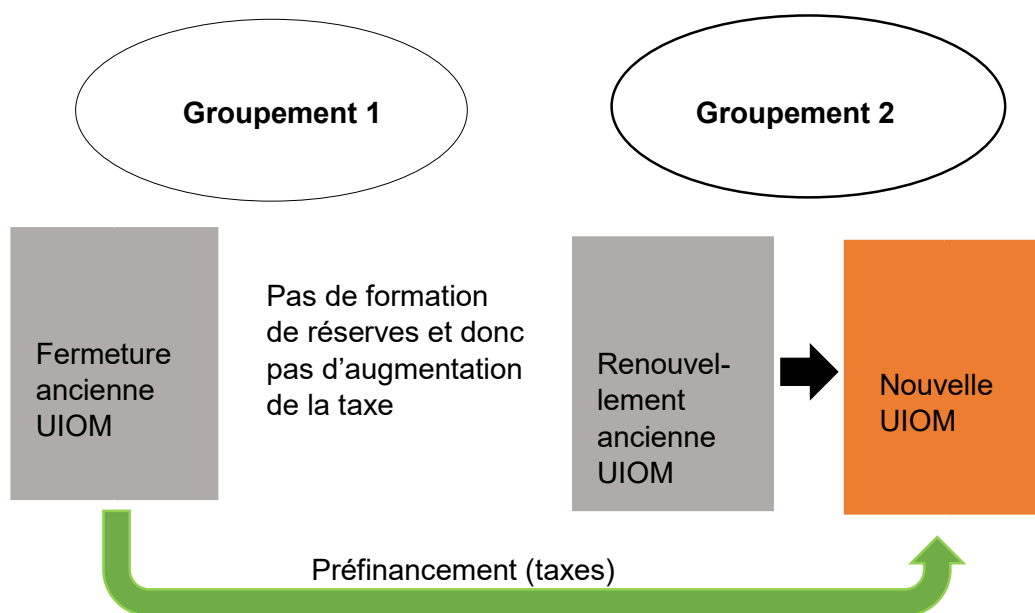 Groupement 1
Groupement 2
Fermeture
ancienne
UIOM
Pas de formation
de réserves et donc
pas d'augmentation
de la taxe
Renouvel-
lement
ancienne
UIOM
Nouvelle
UIOM
Préfinancement (taxes)